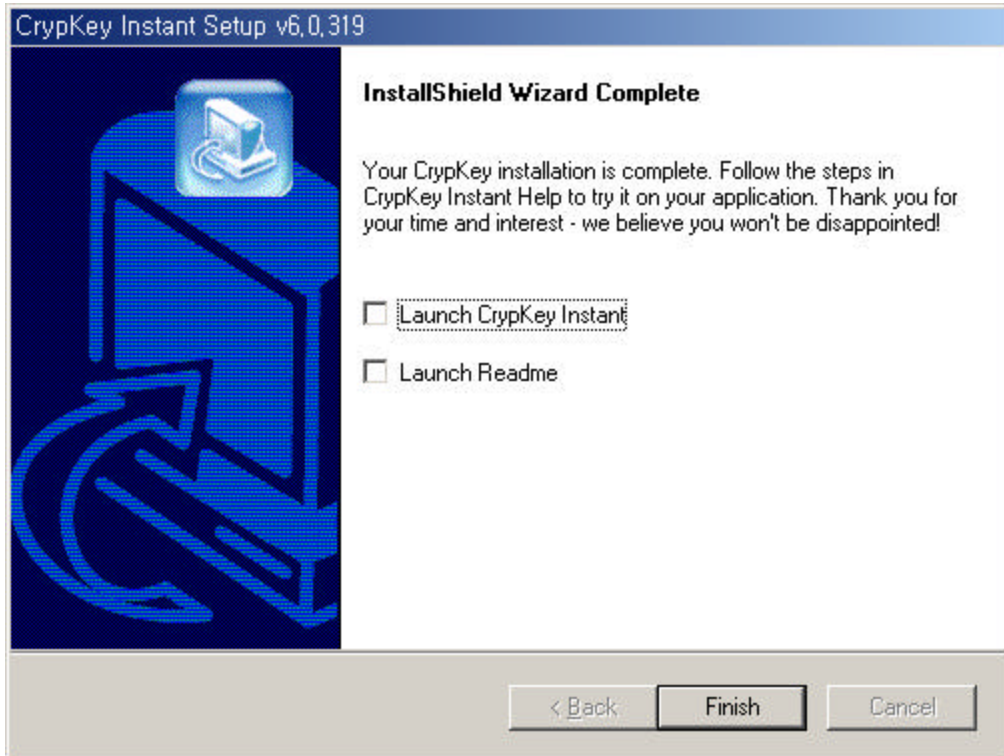 CrypKey Instant Setup v6,0,319
InstallShield Wizard Complete
Your CrypKey installation is complete. Follow the steps in
CrypKey Instant Help to try it on your application. Thank you for
your time and interest - we believe you won't be disappointed!
Launch CrypKey Instant
Launch Readme
< Back
Finish
Cancel